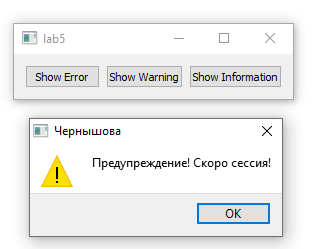 lab5
Show Error Show Warning Show Information
Чернышова
Предупреждение! Скоро сессия!
OK